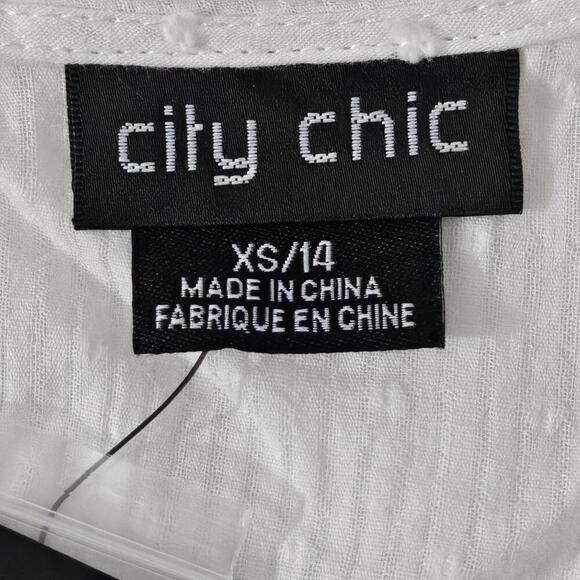 city chic
XS/14
MADE IN CHINA
FABRIQUE EN CHINE